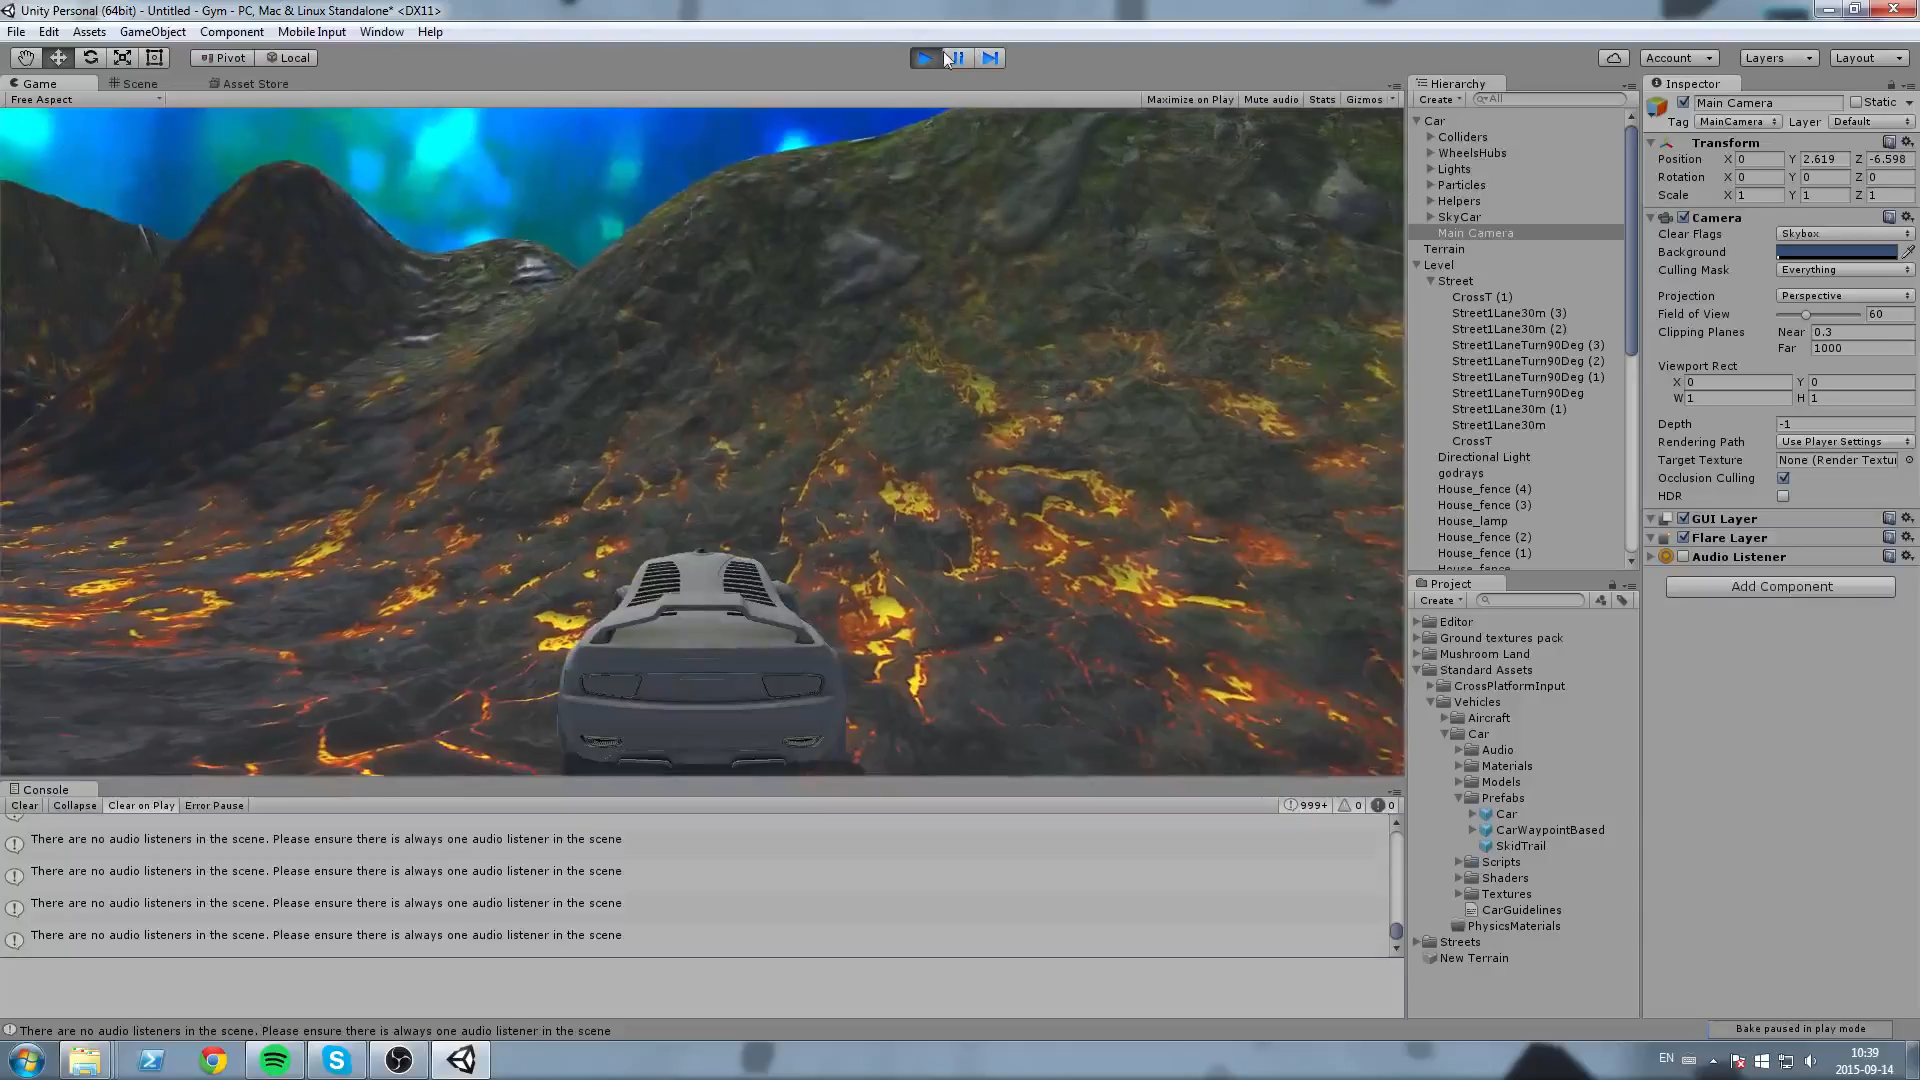 Unity Personal (64bit) - Untitled - Gym - PC, Mac & Linux Standalone* <DX11>
File Edit Assets GameObject Component Mobile Input Window Help
Pivot Local Account Layers Layout
Game Scene Asset Store
Free Aspect Maximize on Play Mute audio Stats Gizmos
Hierarchy
Create All
Car
Colliders
WheelsHubs
Lights
Particles
Helpers
SkyCar
Main Camera
Terrain
Level
Street
CrossT (1)
Street1Lane30m (3)
Street1Lane30m (2)
Street1LaneTurn90Deg (3)
Street1LaneTurn90Deg (2)
Street1LaneTurn90Deg (1)
Street1LaneTurn90Deg
Street1Lane30m (1)
Street1Lane30m
CrossT
Directional Light
godrays
House_fence (4)
House_fence (3)
House_lamp
House_fence (2)
House_fence (1)
House_fence
Project
Create
Editor
Ground textures pack
Mushroom Land
Standard Assets
CrossPlatformInput
Vehicles
Aircraft
Car
Audio
Materials
Models
Prefabs
Car
CarWaypointBased
SkidTrail
Scripts
Shaders
Textures
CarGuidelines
PhysicsMaterials
Streets
New Terrain
Inspector
Main Camera Static
Tag MainCamera Layer Default
Transform
Position X 0 Y 2.619 Z -6.598
Rotation X 0 Y 0 Z 0
Scale X 1 Y 1 Z 1
Camera
Clear Flags Skybox
Background
Culling Mask Everything
Projection Perspective
Field of View 60
Clipping Planes Near 0.3
Far 1000
Viewport Rect
X 0 Y 0
W 1 H 1
Depth -1
Rendering Path Use Player Settings
Target Texture None (Render Textu
Occlusion Culling
HDR
GUI Layer
Flare Layer
Audio Listener
Add Component
Console
Clear Collapse Clear on Play Error Pause 999+ 0 0
There are no audio listeners in the scene. Please ensure there is always one audio listener in the scene
There are no audio listeners in the scene. Please ensure there is always one audio listener in the scene
There are no audio listeners in the scene. Please ensure there is always one audio listener in the scene
There are no audio listeners in the scene. Please ensure there is always one audio listener in the scene
There are no audio listeners in the scene. Please ensure there is always one audio listener in the scene
Bake paused in play mode
EN
10:39
2015-09-14